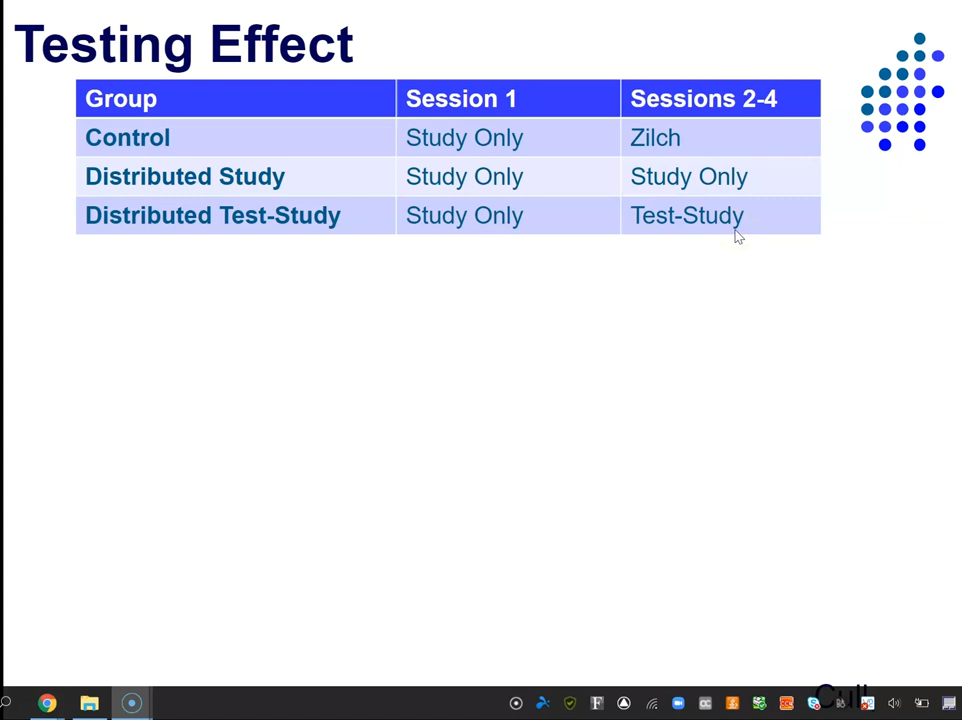 Testing Effect
Group Session 1 Sessions 2-4
Control Study Only Zilch
Distributed Study Study Only Study Only
Distributed Test-Study Study Only Test-Study